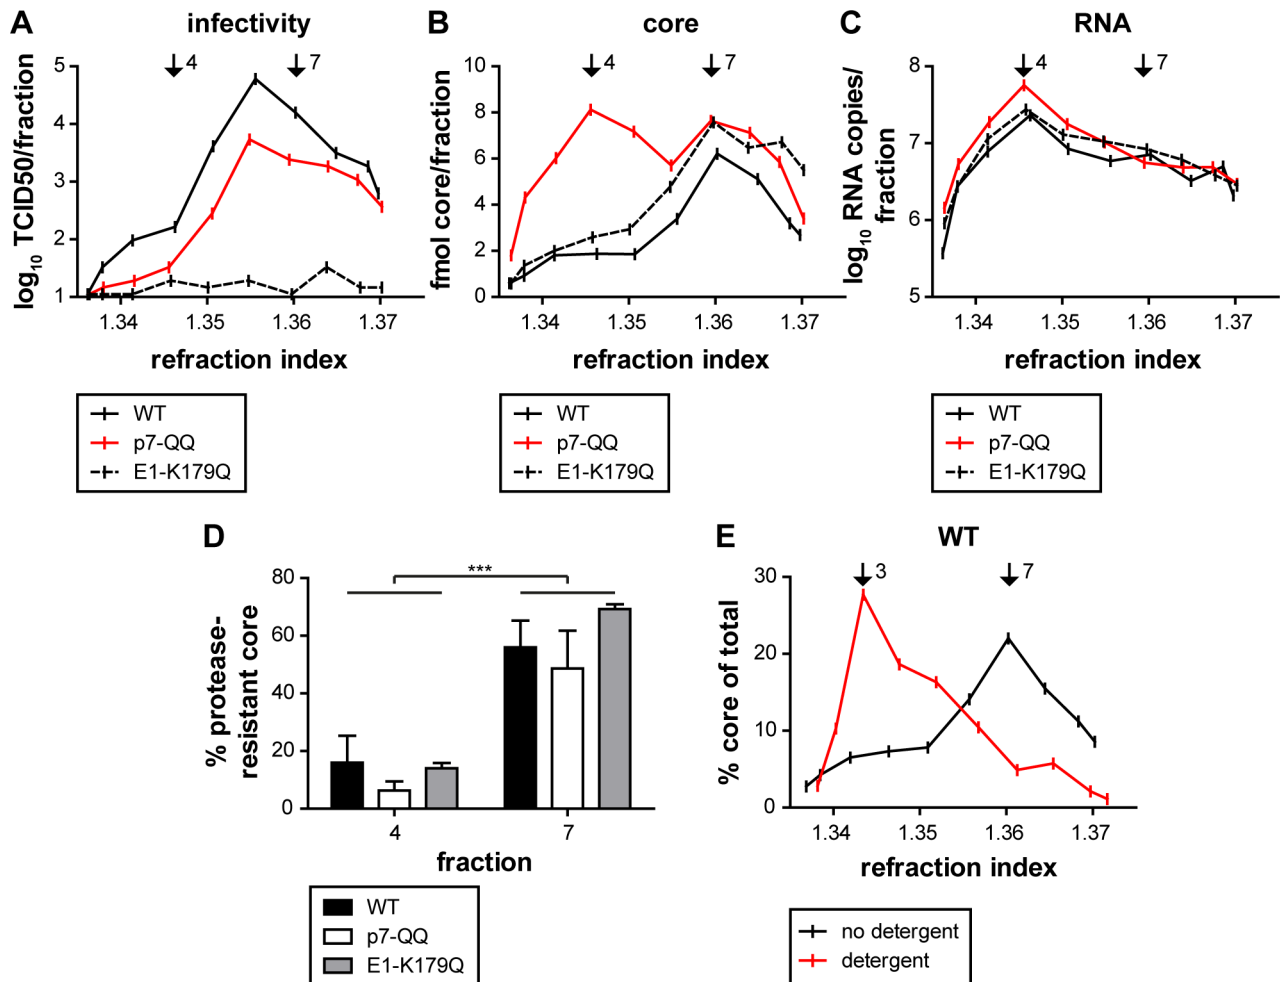 A
infectivity
4
7
log10 TCID50/fraction
5
4
3
2
1
1.34
1.35
1.36
1.37
refraction index
WT
p7-QQ
E1-K179Q
B
core
4
7
fmol core/fraction
10
8
6
4
2
0
1.34
1.35
1.36
1.37
refraction index
WT
p7-QQ
E1-K179Q
C
RNA
4
7
log10 RNA copies/
fraction
8
7
6
5
1.34
1.35
1.36
1.37
refraction index
WT
p7-QQ
E1-K179Q
D
***
% protease-
resistant core
80
60
40
20
0
4
7
fraction
WT
p7-QQ
E1-K179Q
E
WT
3
7
% core of total
30
20
10
0
1.34
1.35
1.36
1.37
refraction index
no detergent
detergent